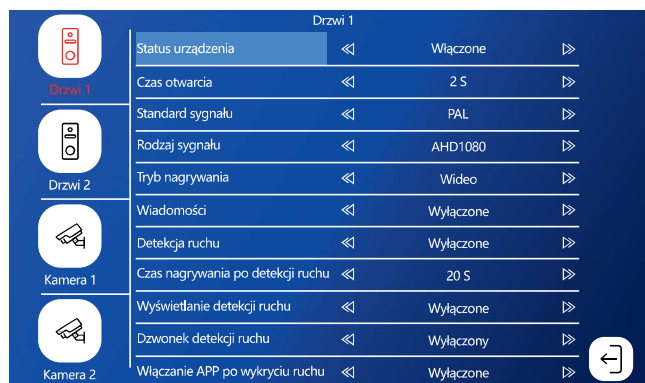 Drzwi 1
Drzwi 1
Drzwi 2
Kamera 1
Kamera 2
Status urządzenia Włączone
Czas otwarcia 2 S
Standard sygnału PAL
Rodzaj sygnału AHD1080
Tryb nagrywania Wideo
Wiadomości Wyłączone
Detekcja ruchu Wyłączone
Czas nagrywania po detekcji ruchu 20 S
Wyświetlanie detekcji ruchu Wyłączone
Dzwonek detekcji ruchu Wyłączony
Włączanie APP po wykryciu ruchu Wyłączone